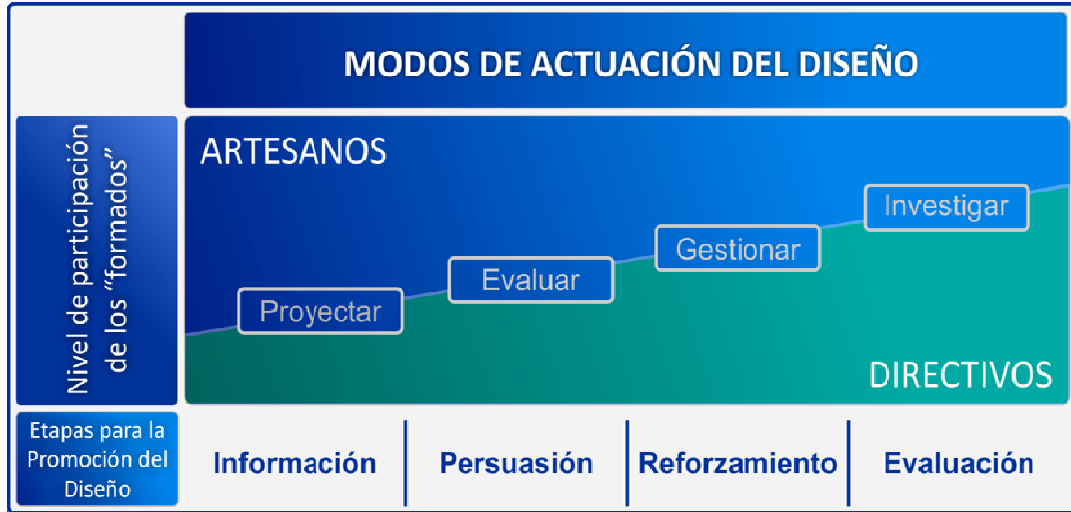 MODOS DE ACTUACIÓN DEL DISEÑO
Nivel de participación
de los “formados”
ARTESANOS
Investigar
Gestionar
Evaluar
Proyectar
DIRECTIVOS
Etapas para la
Promoción del
Diseño
Información
Persuasión
Reforzamiento
Evaluación